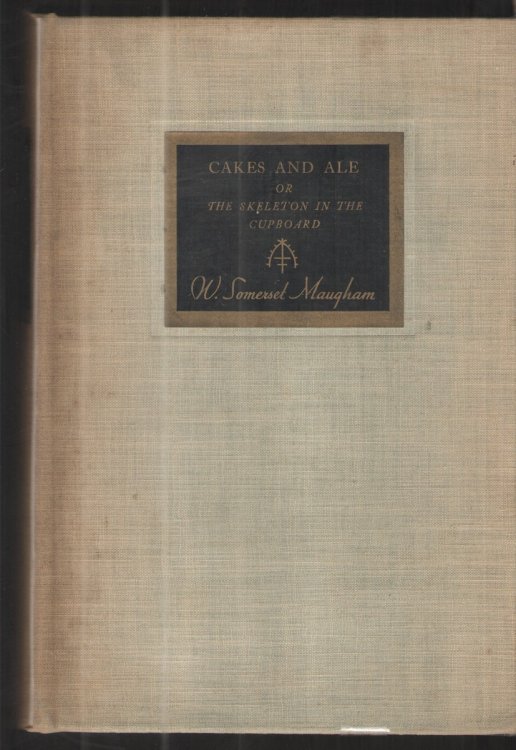 CAKES AND ALE
OR
THE SKELETON IN THE
CUPBOARD
W. Somerset Maugham